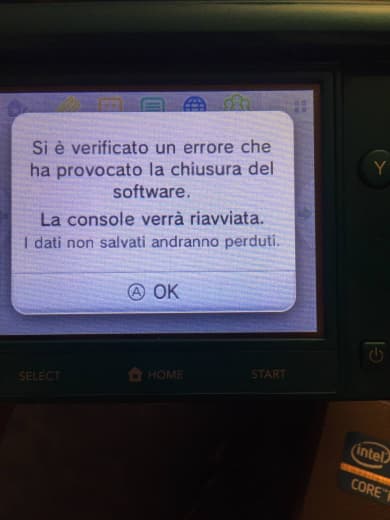 Si è verificato un errore che
ha provocato la chiusura del
software.
La console verrà riavviata.
I dati non salvati andranno perduti.
A OK
Y
SELECT
HOME
START
intel
CORE